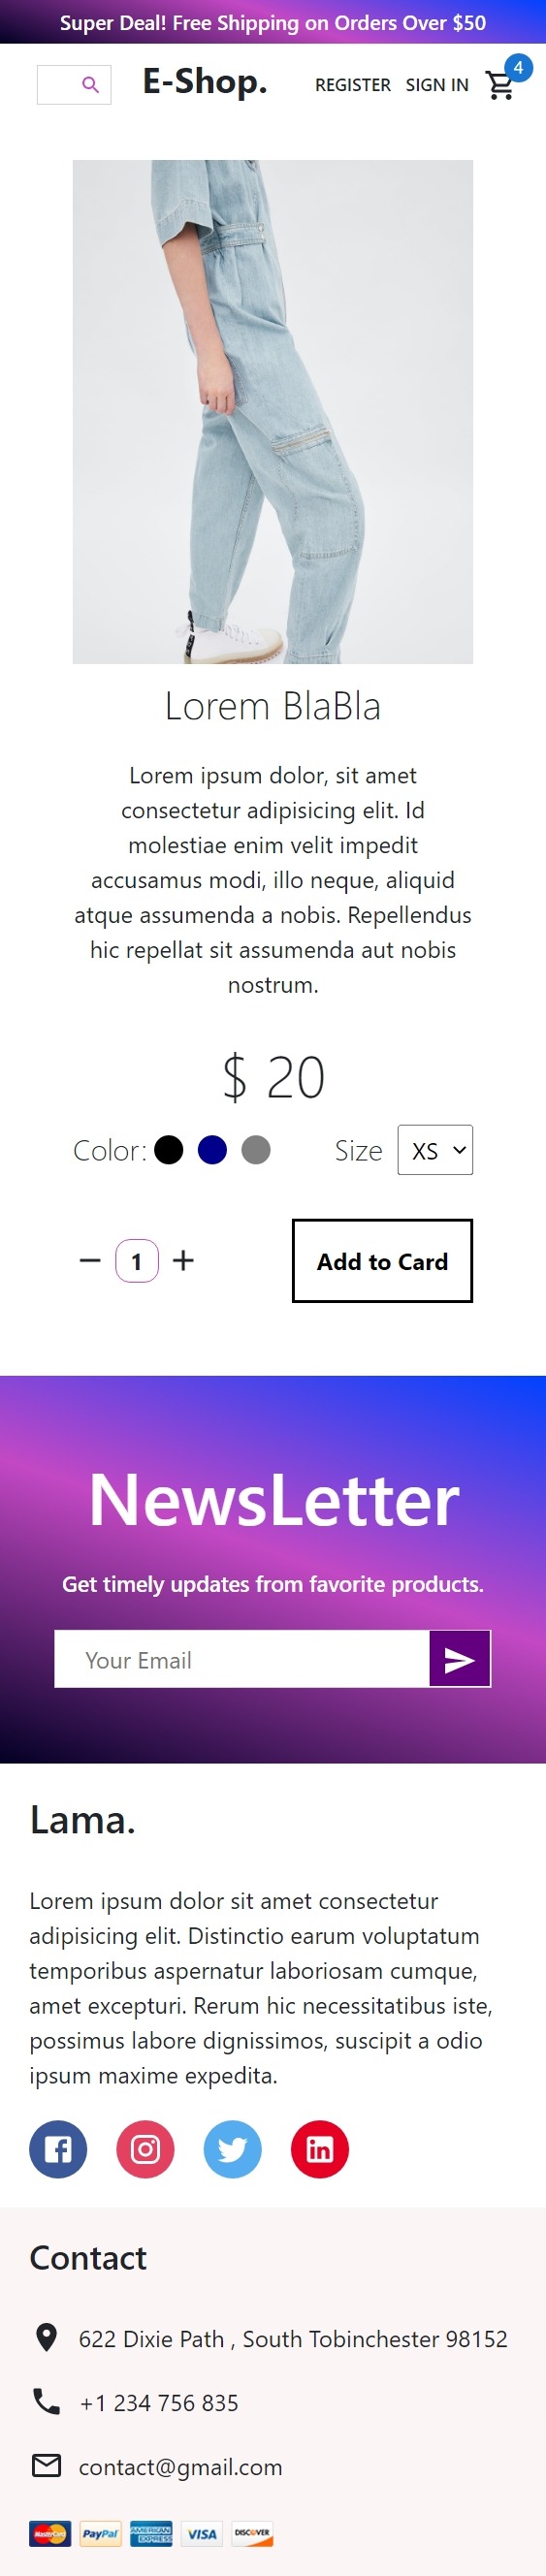 Super Deal! Free Shipping on Orders Over $50
E-Shop.
REGISTER SIGN IN
4
Lorem BlaBla
Lorem ipsum dolor, sit amet
consectetur adipisicing elit. Id
molestiae enim velit impedit
accusamus modi, illo neque, aliquid
atque assumenda a nobis. Repellendus
hic repellat sit assumenda aut nobis
nostrum.
$ 20
Color: Size XS
1 Add to Card
NewsLetter
Get timely updates from favorite products.
Your Email
Lama.
Lorem ipsum dolor sit amet consectetur
adipisicing elit. Distinctio earum voluptatum
temporibus aspernatur laboriosam cumque,
amet excepturi. Rerum hic necessitatibus iste,
possimus labore dignissimos, suscipit a odio
ipsum maxime expedita.
Contact
622 Dixie Path , South Tobinchester 98152
+1 234 756 835
contact@gmail.com
MasterCard PayPal AMERICAN EXPRESS VISA DISCOVER